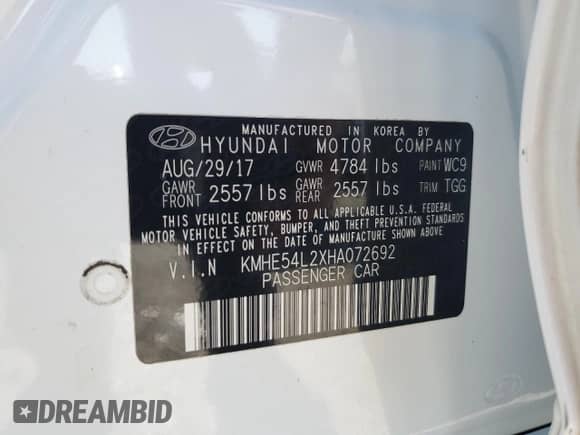 MANUFACTURED IN KOREA BY
HYUNDAI MOTOR COMPANY
AUG/29/17 GVWR 4784 lbs PAINT WC9
GAWR FRONT 2557 lbs GAWR REAR 2557 lbs TRIM TGG
THIS VEHICLE CONFORMS TO ALL APPLICABLE U.S.A. FEDERAL
MOTOR VEHICLE SAFETY, BUMPER, AND THEFT PREVENTION STANDARDS
IN EFFECT ON THE DATE OF MANUFACTURE SHOWN ABOVE.
V.I.N KMHE54L2XHA072692
PASSENGER CAR
DREAMBID